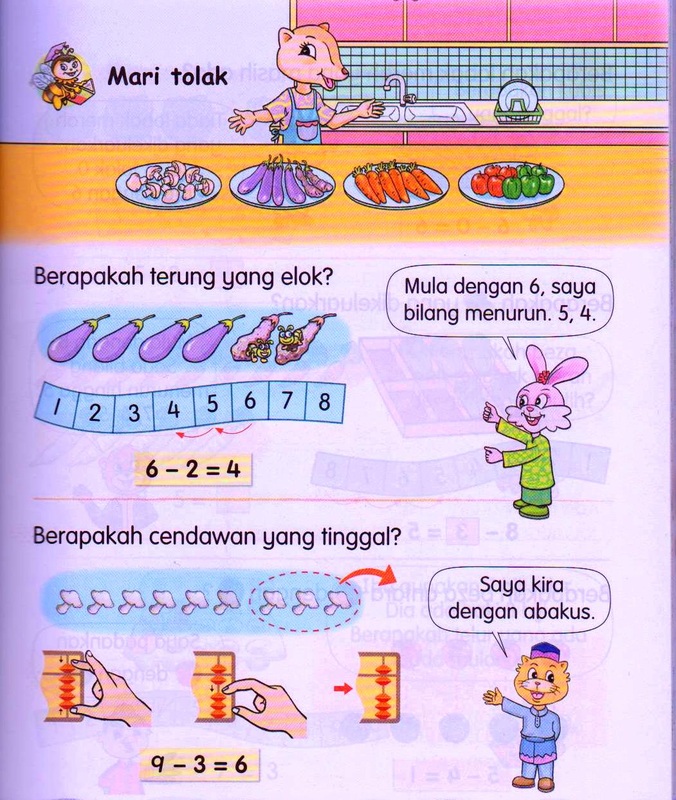 Mari tolak
Berapakah terung yang elok?
Mula dengan 6, saya
bilang menurun. 5, 4.
1 2 3 4 5 6 7 8
6 – 2 = 4
Berapakah cendawan yang tinggal?
Saya kira
dengan abakus.
9 – 3 = 6